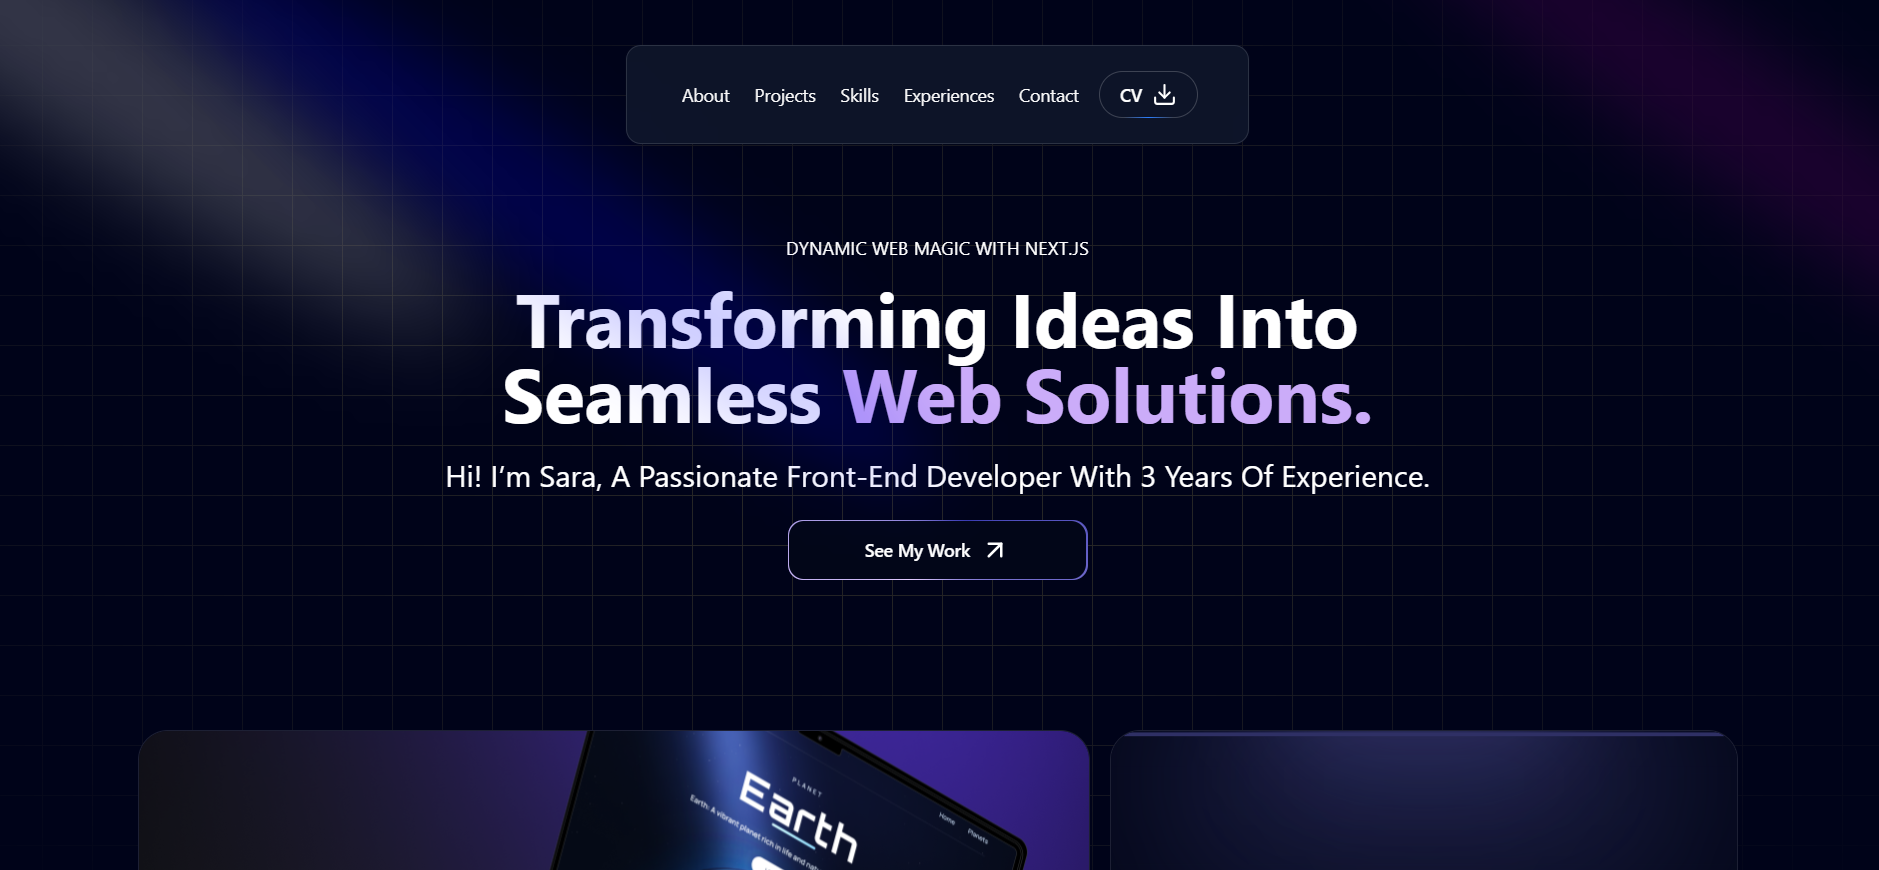 About Projects Skills Experiences Contact CV
DYNAMIC WEB MAGIC WITH NEXT.JS
Transforming Ideas Into
Seamless Web Solutions.
Hi! I’m Sara, A Passionate Front-End Developer With 3 Years Of Experience.
See My Work
PLANET
Earth
Home Planets
Earth: A vibrant planet rich in life and